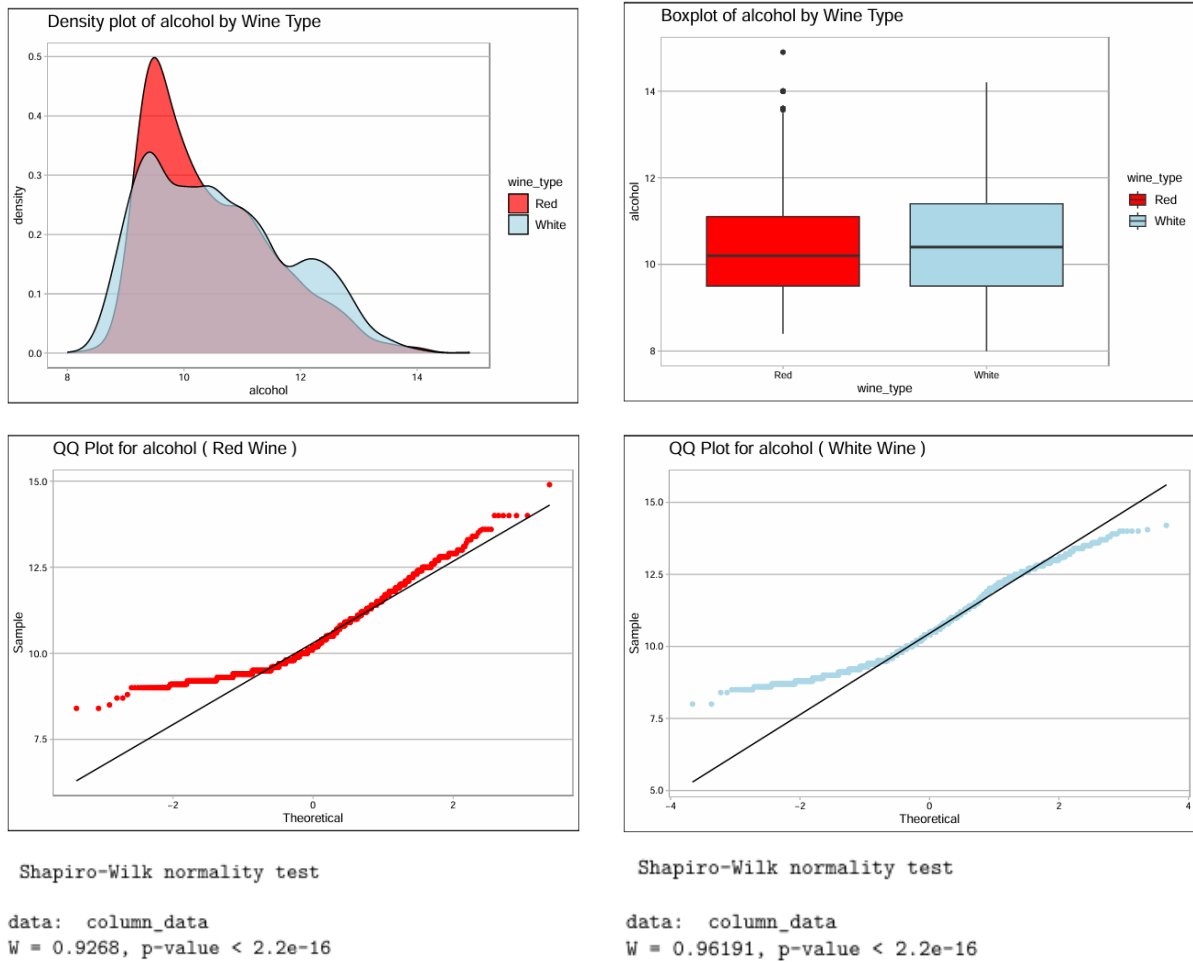 Density plot of alcohol by Wine Type
0.5
0.4
0.3
0.2
0.1
0.0
density
8 10 12 14
alcohol
wine_type
Red
White
Boxplot of alcohol by Wine Type
14
12
10
8
alcohol
Red White
wine_type
wine_type
Red
White
QQ Plot for alcohol ( Red Wine )
15.0
12.5
10.0
7.5
Sample
−2 0 2
Theoretical
QQ Plot for alcohol ( White Wine )
15.0
12.5
10.0
7.5
5.0
Sample
−4 −2 0 2 4
Theoretical
Shapiro-Wilk normality test
data: column_data
W = 0.9268, p-value < 2.2e-16
Shapiro-Wilk normality test
data: column_data
W = 0.96191, p-value < 2.2e-16